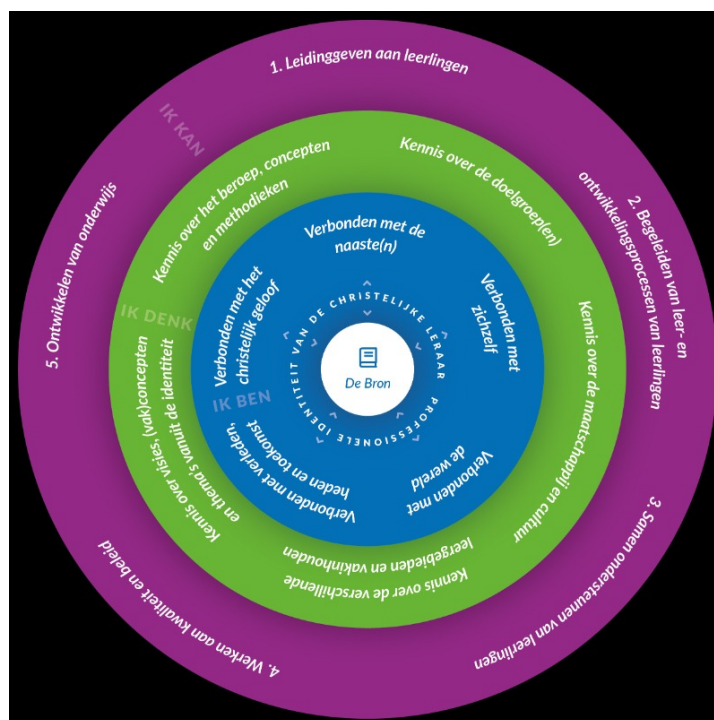 1. Leidinggeven aan leerlingen
2. Begeleiden van leer- en
ontwikkelingsprocessen van leerlingen
3. Samen ondersteunen van leerlingen
4. Werken aan kwaliteit en beleid
5. Ontwikkelen van onderwijs
IK KAN
Kennis over het beroep, concepten
en methodieken
Kennis over de doelgroep(en)
Kennis over de maatschappij en cultuur
Kennis over de verschillende
leergebieden en vakinhouden
Kennis over visies, (vak)concepten
en thema's vanuit de identiteit
IK DENK
Verbonden met de
naaste(n)
Verbonden met
zichzelf
Verbonden met
de wereld
Verbonden met verleden,
heden en toekomst
Verbonden met het
christelijk geloof
IK BEN
PROFESSIONELE IDENTITEIT VAN DE CHRISTELIJKE LERAAR
De Bron